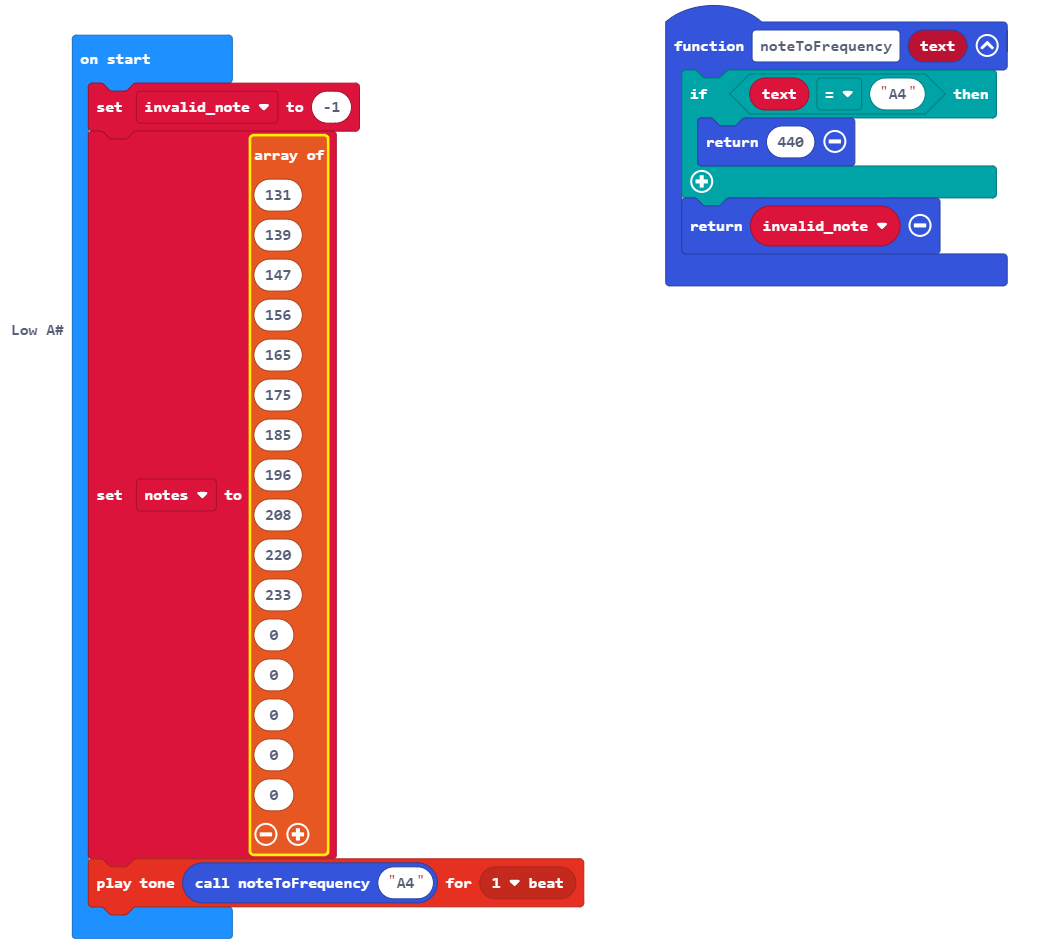 on start
set invalid_note to -1
array of
131
139
147
156
165
175
185
196
208
220
233
0
0
0
0
0
Low A#
set notes to
play tone call noteToFrequency "A4" for 1 beat
function noteToFrequency text
if text = "A4" then
return 440
return invalid_note